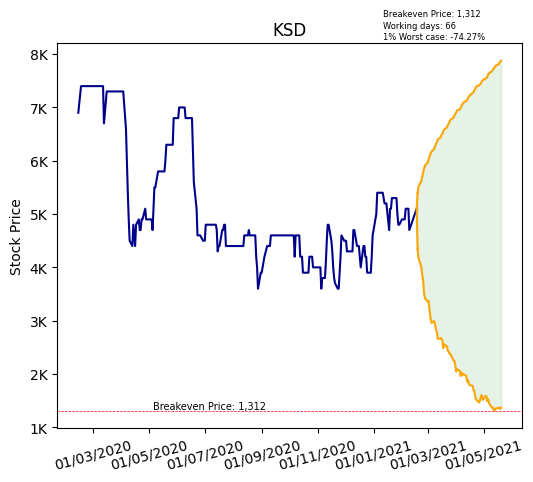 Breakeven Price: 1,312
Working days: 66
1% Worst case: -74.27%
KSD
8K
7K
6K
5K
4K
3K
2K
1K
Stock Price
Breakeven Price: 1,312
01/03/2020
01/05/2020
01/07/2020
01/09/2020
01/11/2020
01/01/2021
01/03/2021
01/05/2021